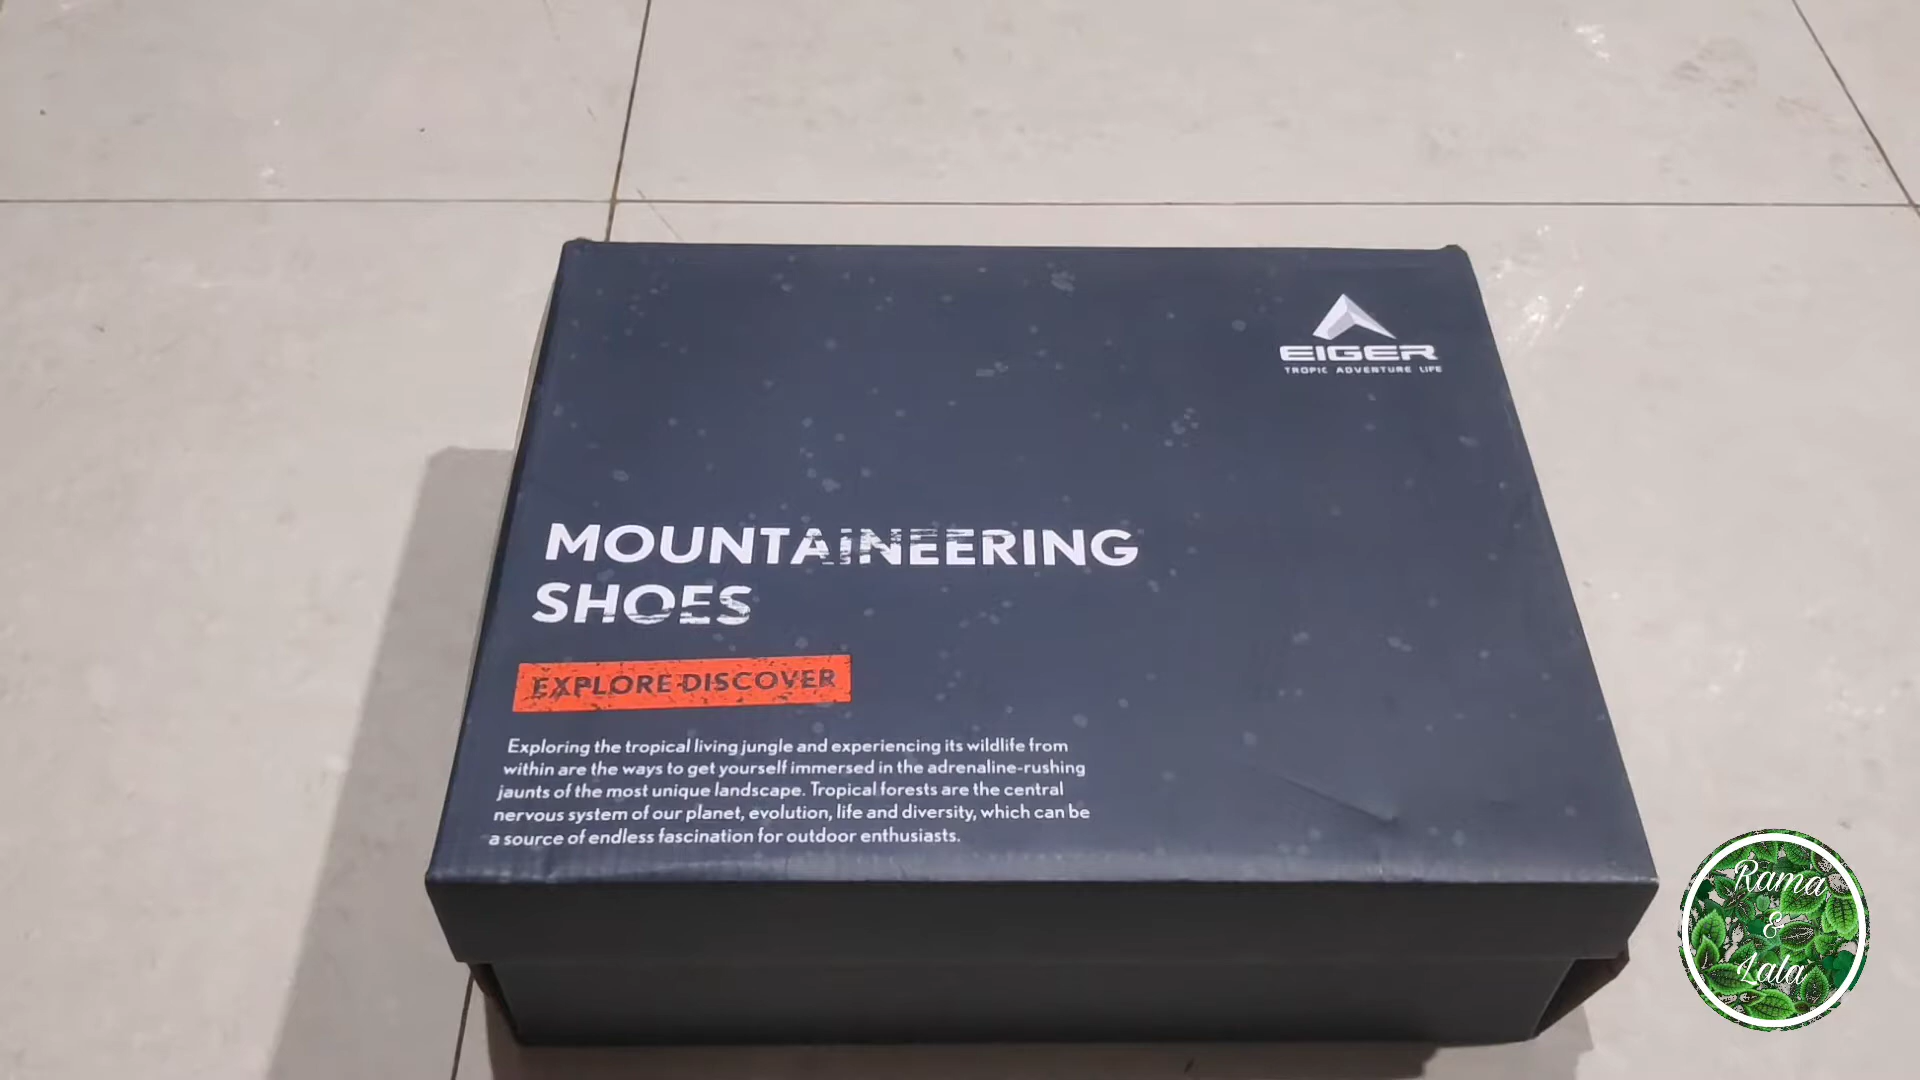 EIGER
TROPIC ADVENTURE LIFE
MOUNTAINEERING
SHOES
EXPLORE DISCOVER
Exploring the tropical living jungle and experiencing its wildlife from
within are the ways to get yourself immersed in the adrenaline-rushing
jaunts of the most unique landscape. Tropical forests are the central
nervous system of our planet, evolution, life and diversity, which can be
a source of endless fascination for outdoor enthusiasts.
Rama
&
Lala